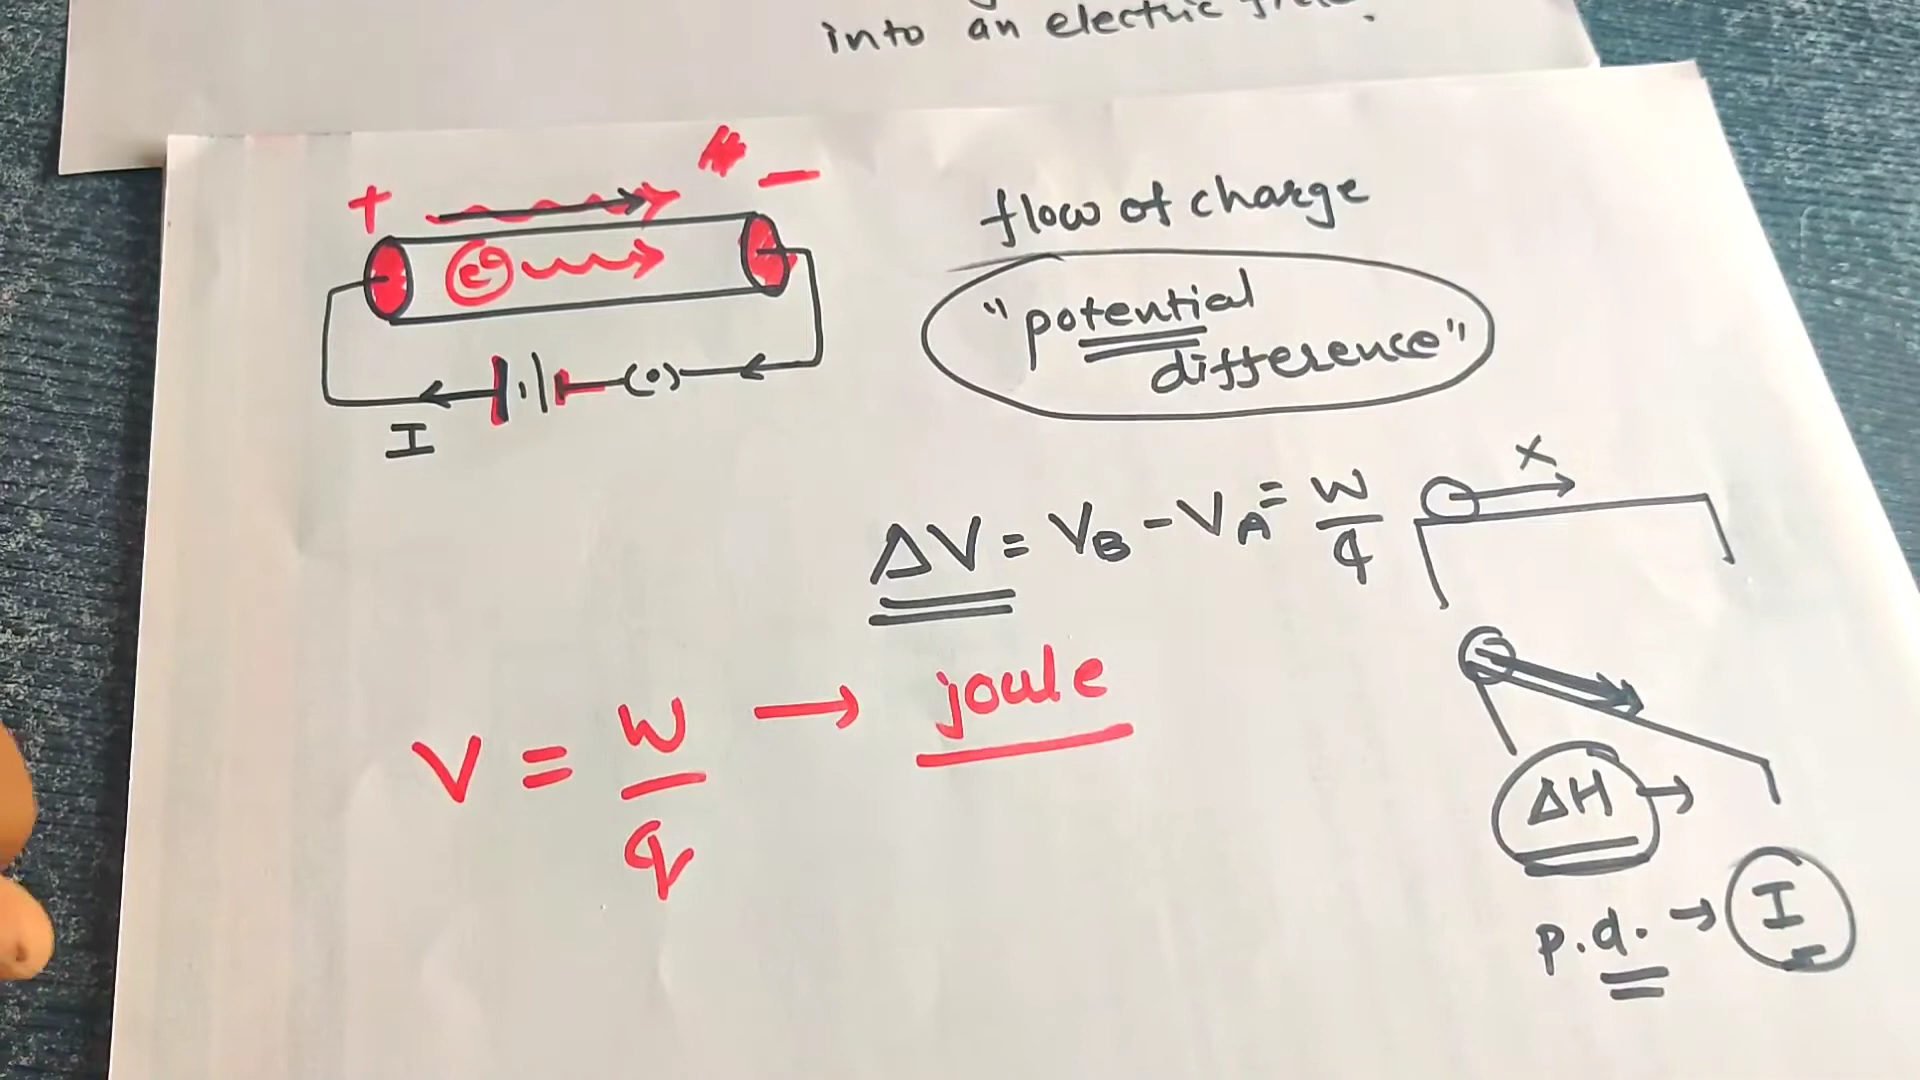 into an electric
+ −
flow of charge
"potential
difference"
I
X
ΔV = VB - VA = W/q
V = W/q → joule
ΔH →
p.d. → I